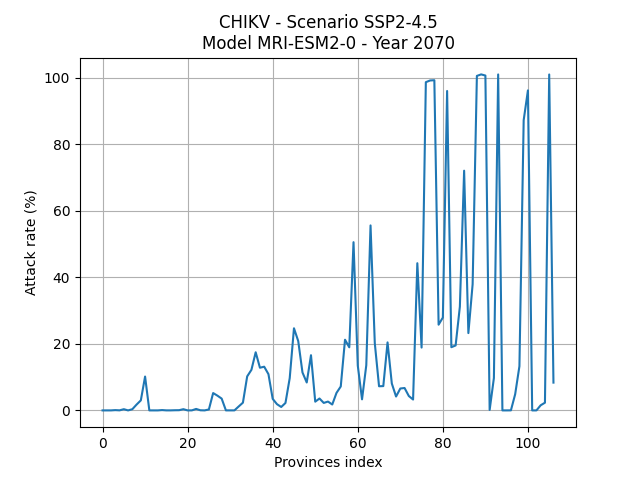 CHIKV - Scenario SSP2-4.5
Model MRI-ESM2-0 - Year 2070
100
80
60
40
20
0
Attack rate (%)
0 20 40 60 80 100
Provinces index